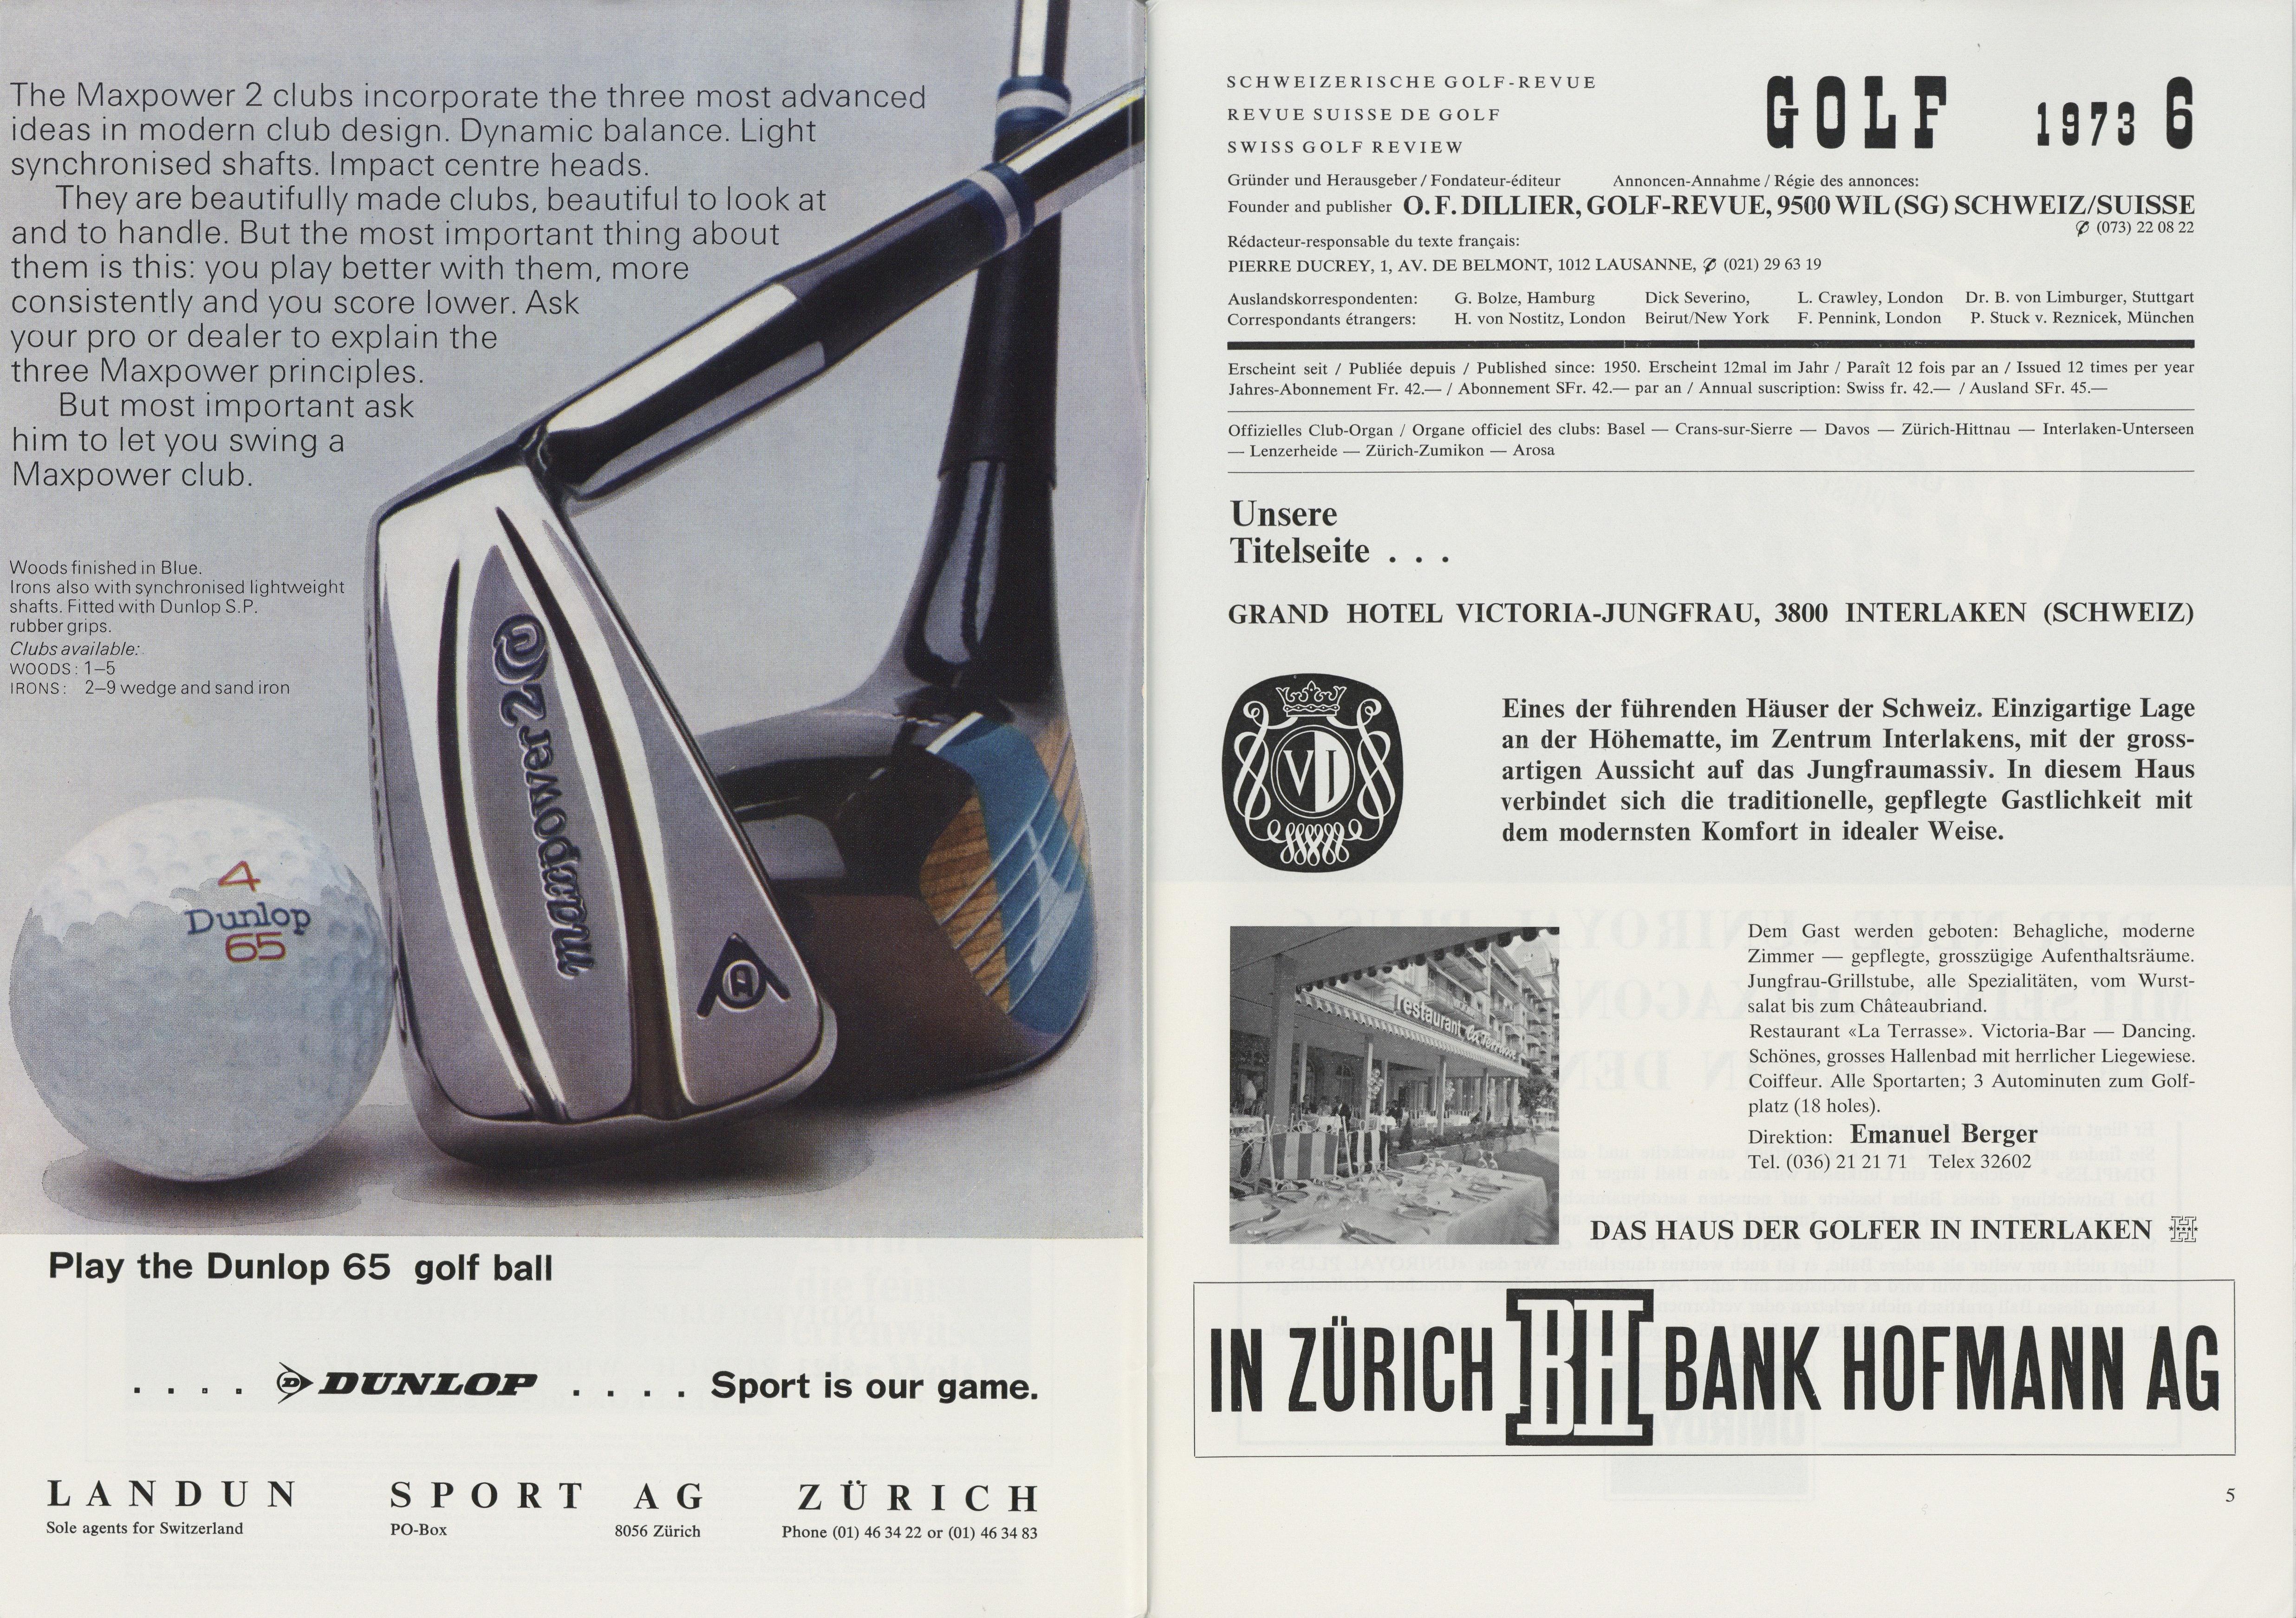 The Maxpower 2 clubs incorporate the three most advanced
ideas in modern club design. Dynamic balance. Light
synchronised shafts. Impact centre heads.
They are beautifully made clubs, beautiful to look at
and to handle. But the most important thing about
them is this: you play better with them, more
consistently and you score lower. Ask
your pro or dealer to explain the
three Maxpower principles.
But most important ask
him to let you swing a
Maxpower club.
Woods finished in Blue.
Irons also with synchronised lightweight
shafts. Fitted with Dunlop S.P.
rubber grips.
Clubs available:
WOODS: 1–5
IRONS: 2–9 wedge and sand iron
maxpower 2
A
4
Dunlop
65
Play the Dunlop 65 golf ball
. . . . D DUNLOP . . . . Sport is our game.
LANDUN SPORT AG ZÜRICH
Sole agents for Switzerland PO-Box 8056 Zürich Phone (01) 46 34 22 or (01) 46 34 83
SCHWEIZERISCHE GOLF-REVUE
REVUE SUISSE DE GOLF
SWISS GOLF REVIEW
GOLF 1973 6
Gründer und Herausgeber / Fondateur-éditeur Annoncen-Annahme / Régie des annonces:
Founder and publisher O. F. DILLIER, GOLF-REVUE, 9500 WIL (SG) SCHWEIZ/SUISSE
✆ (073) 22 08 22
Rédacteur-responsable du texte français:
PIERRE DUCREY, 1, AV. DE BELMONT, 1012 LAUSANNE, ✆ (021) 29 63 19
Auslandskorrespondenten: G. Bolze, Hamburg Dick Severino, L. Crawley, London Dr. B. von Limburger, Stuttgart
Correspondants étrangers: H. von Nostitz, London Beirut/New York F. Pennink, London P. Stuck v. Reznicek, München
Erscheint seit / Publiée depuis / Published since: 1950. Erscheint 12mal im Jahr / Paraît 12 fois par an / Issued 12 times per year
Jahres-Abonnement Fr. 42.— / Abonnement SFr. 42.— par an / Annual suscription: Swiss fr. 42.— / Ausland SFr. 45.—
Offizielles Club-Organ / Organe officiel des clubs: Basel — Crans-sur-Sierre — Davos — Zürich-Hittnau — Interlaken-Unterseen
— Lenzerheide — Zürich-Zumikon — Arosa
Unsere
Titelseite . . .
GRAND HOTEL VICTORIA-JUNGFRAU, 3800 INTERLAKEN (SCHWEIZ)
VJ
Eines der führenden Häuser der Schweiz. Einzigartige Lage
an der Höhematte, im Zentrum Interlakens, mit der gross-
artigen Aussicht auf das Jungfraumassiv. In diesem Haus
verbindet sich die traditionelle, gepflegte Gastlichkeit mit
dem modernsten Komfort in idealer Weise.
restaurant La Terrasse
Dem Gast werden geboten: Behagliche, moderne
Zimmer — gepflegte, grosszügige Aufenthaltsräume.
Jungfrau-Grillstube, alle Spezialitäten, vom Wurst-
salat bis zum Châteaubriand.
Restaurant «La Terrasse». Victoria-Bar — Dancing.
Schönes, grosses Hallenbad mit herrlicher Liegewiese.
Coiffeur. Alle Sportarten; 3 Autominuten zum Golf-
platz (18 holes).
Direktion: Emanuel Berger
Tel. (036) 21 21 71 Telex 32602
DAS HAUS DER GOLFER IN INTERLAKEN H
IN ZÜRICH BH BANK HOFMANN AG
5